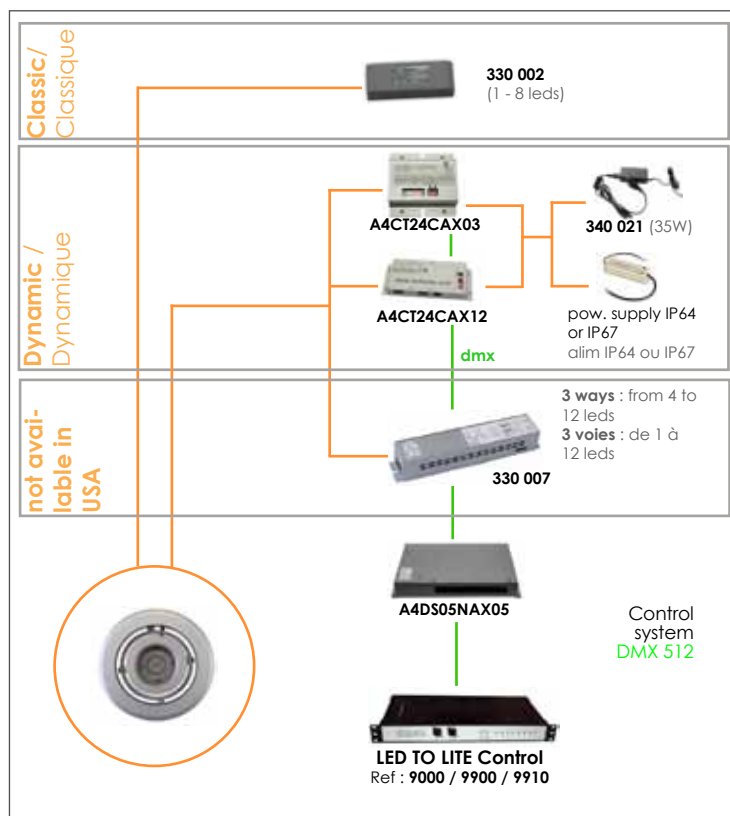 Classic/
Classique
330 002
(1 - 8 leds)
Dynamic /
Dynamique
A4CT24CAX03
340 021 (35W)
A4CT24CAX12
pow. supply IP64
or IP67
alim IP64 ou IP67
dmx
not avai-
lable in
USA
3 ways : from 4 to
12 leds
3 voies : de 1 à
12 leds
330 007
A4DS05NAX05
Control
system
DMX 512
LED TO LITE Control
Ref : 9000 / 9900 / 9910